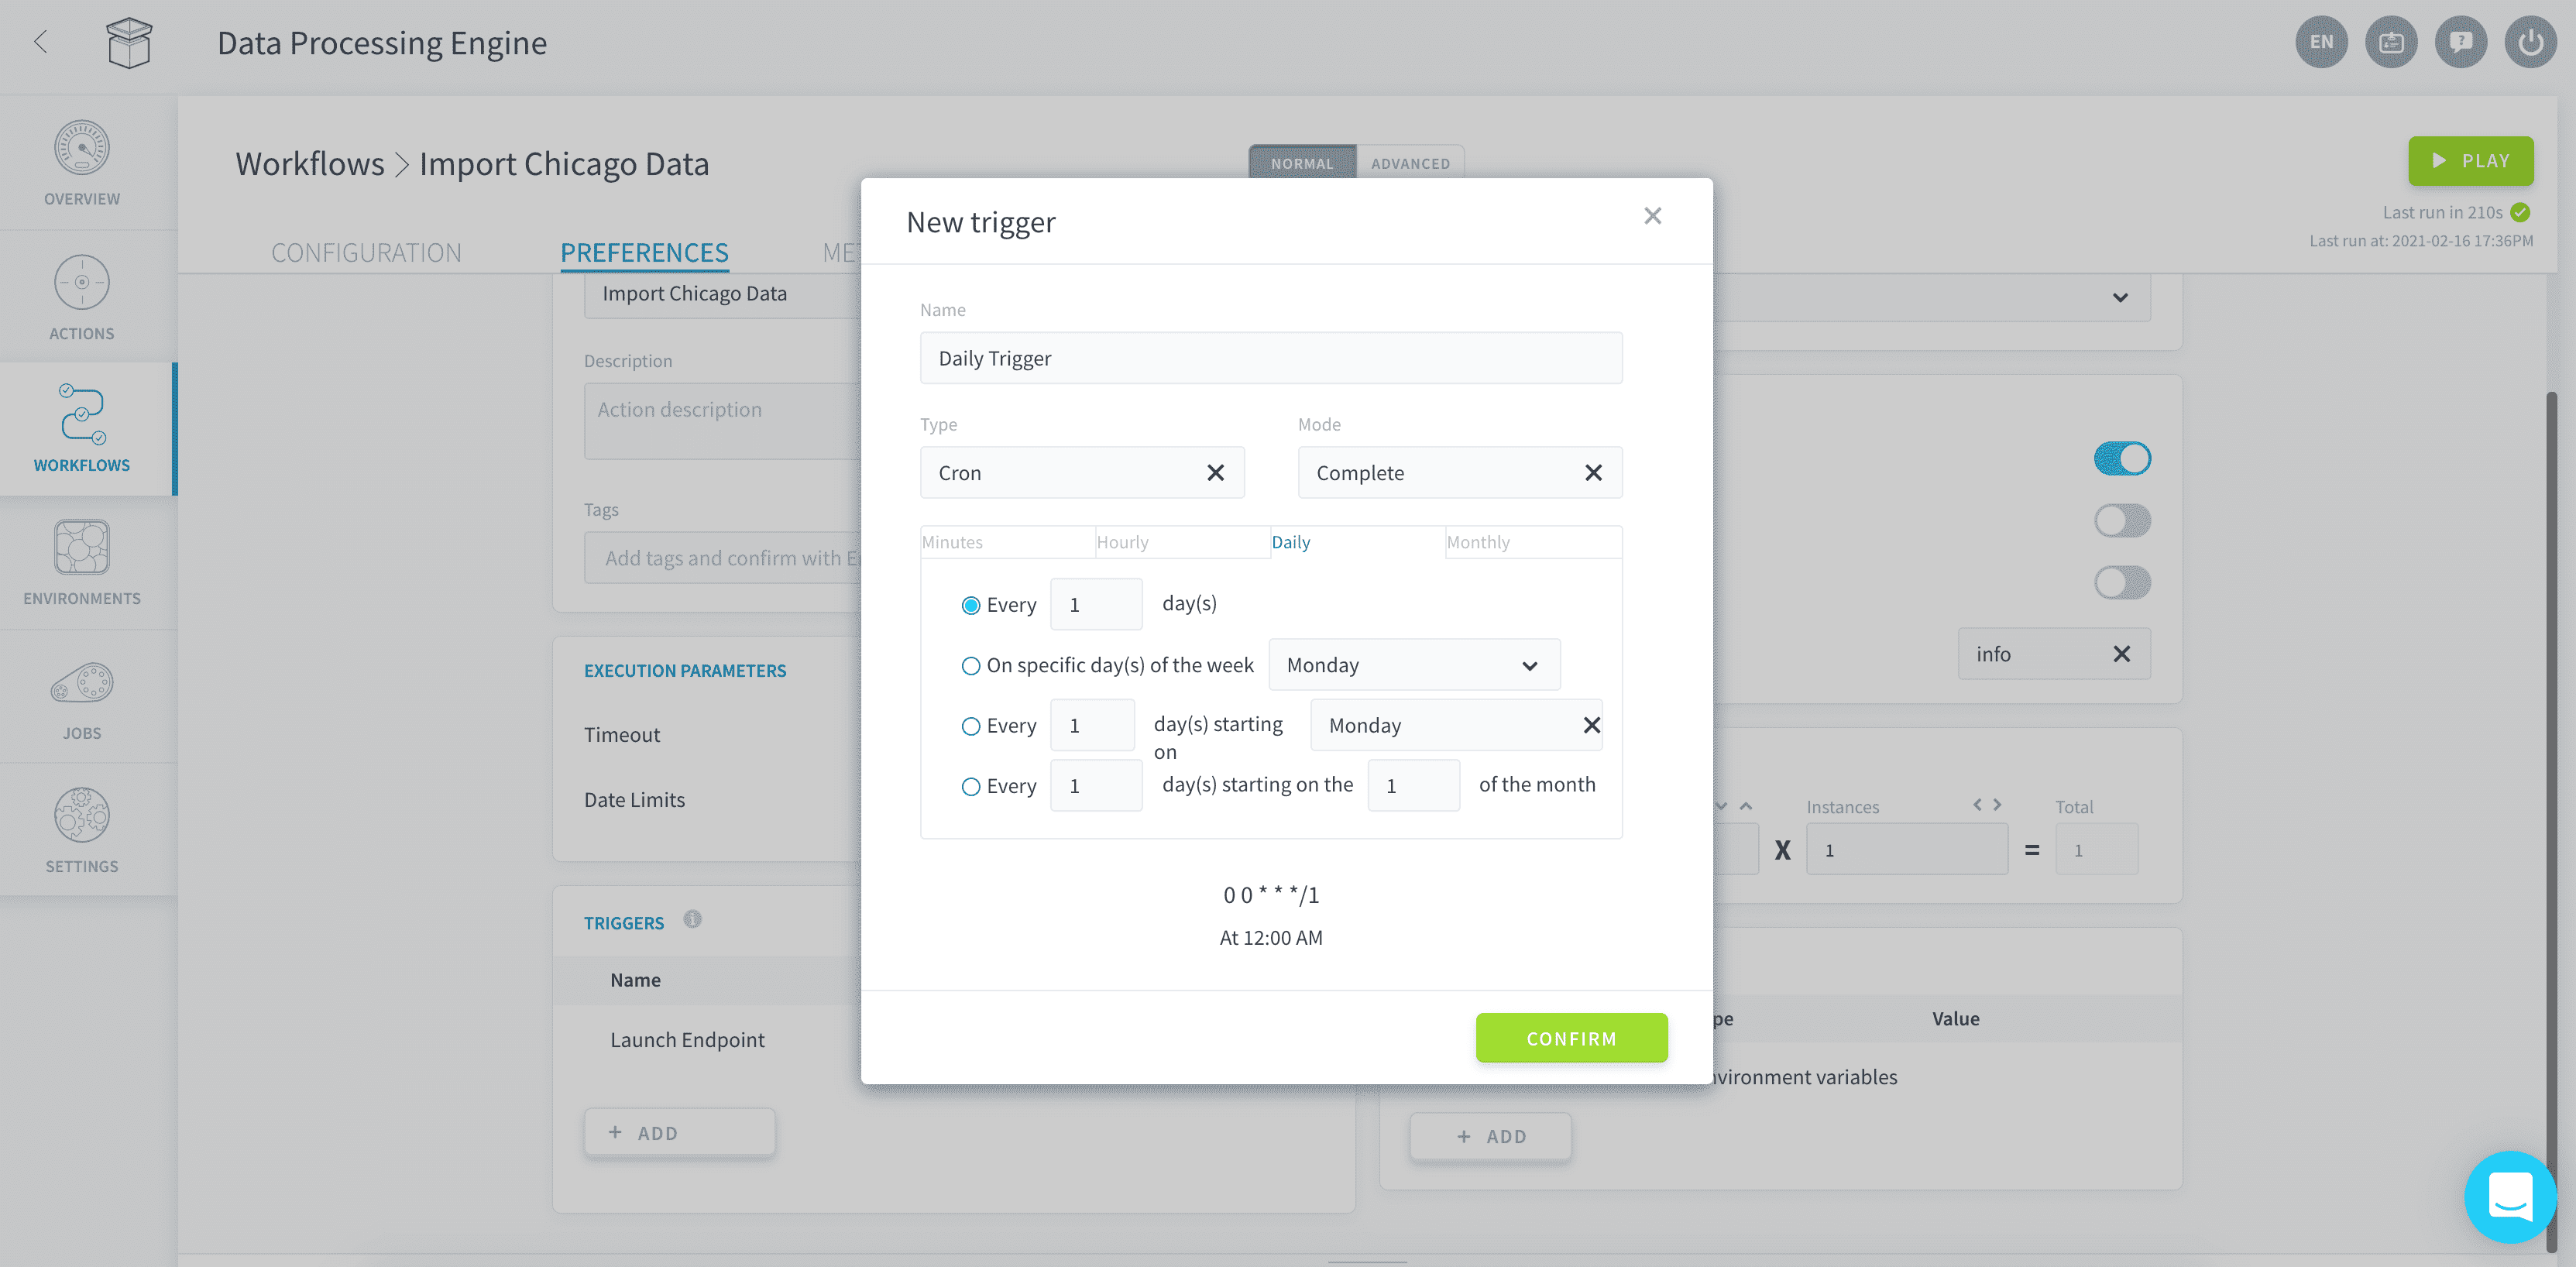 Data Processing Engine
EN
OVERVIEW
ACTIONS
WORKFLOWS
ENVIRONMENTS
JOBS
SETTINGS
Workflows > Import Chicago Data
NORMAL ADVANCED
PLAY
Last run in 210s
Last run at: 2021-02-16 17:36PM
CONFIGURATION PREFERENCES
Import Chicago Data
Description
Action description
Tags
Add tags and confirm with
EXECUTION PARAMETERS
Timeout
Date Limits
TRIGGERS
Name
Launch Endpoint
+ ADD
New trigger
Name
Daily Trigger
Type Mode
Cron Complete
Minutes Hourly Daily Monthly
Every 1 day(s)
On specific day(s) of the week Monday
Every 1 day(s) starting on Monday
Every 1 day(s) starting on the 1 of the month
0 0 * * */1
At 12:00 AM
CONFIRM
info
Instances Total
X 1 = 1
Value
variables
+ ADD